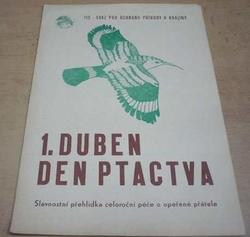 TIS - SVAZ PRO OCHRANU PŘÍRODY A KRAJINY
1. DUBEN
DEN PTACTVA
Slavnostní přehlídka celoroční péče o opeřené přátele